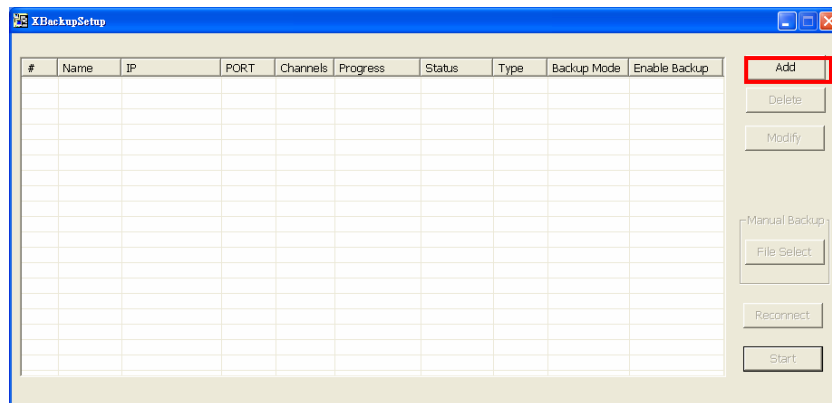 XBackupSetup
# Name IP PORT Channels Progress Status Type Backup Mode Enable Backup
Add
Delete
Modify
Manual Backup
File Select
Reconnect
Start